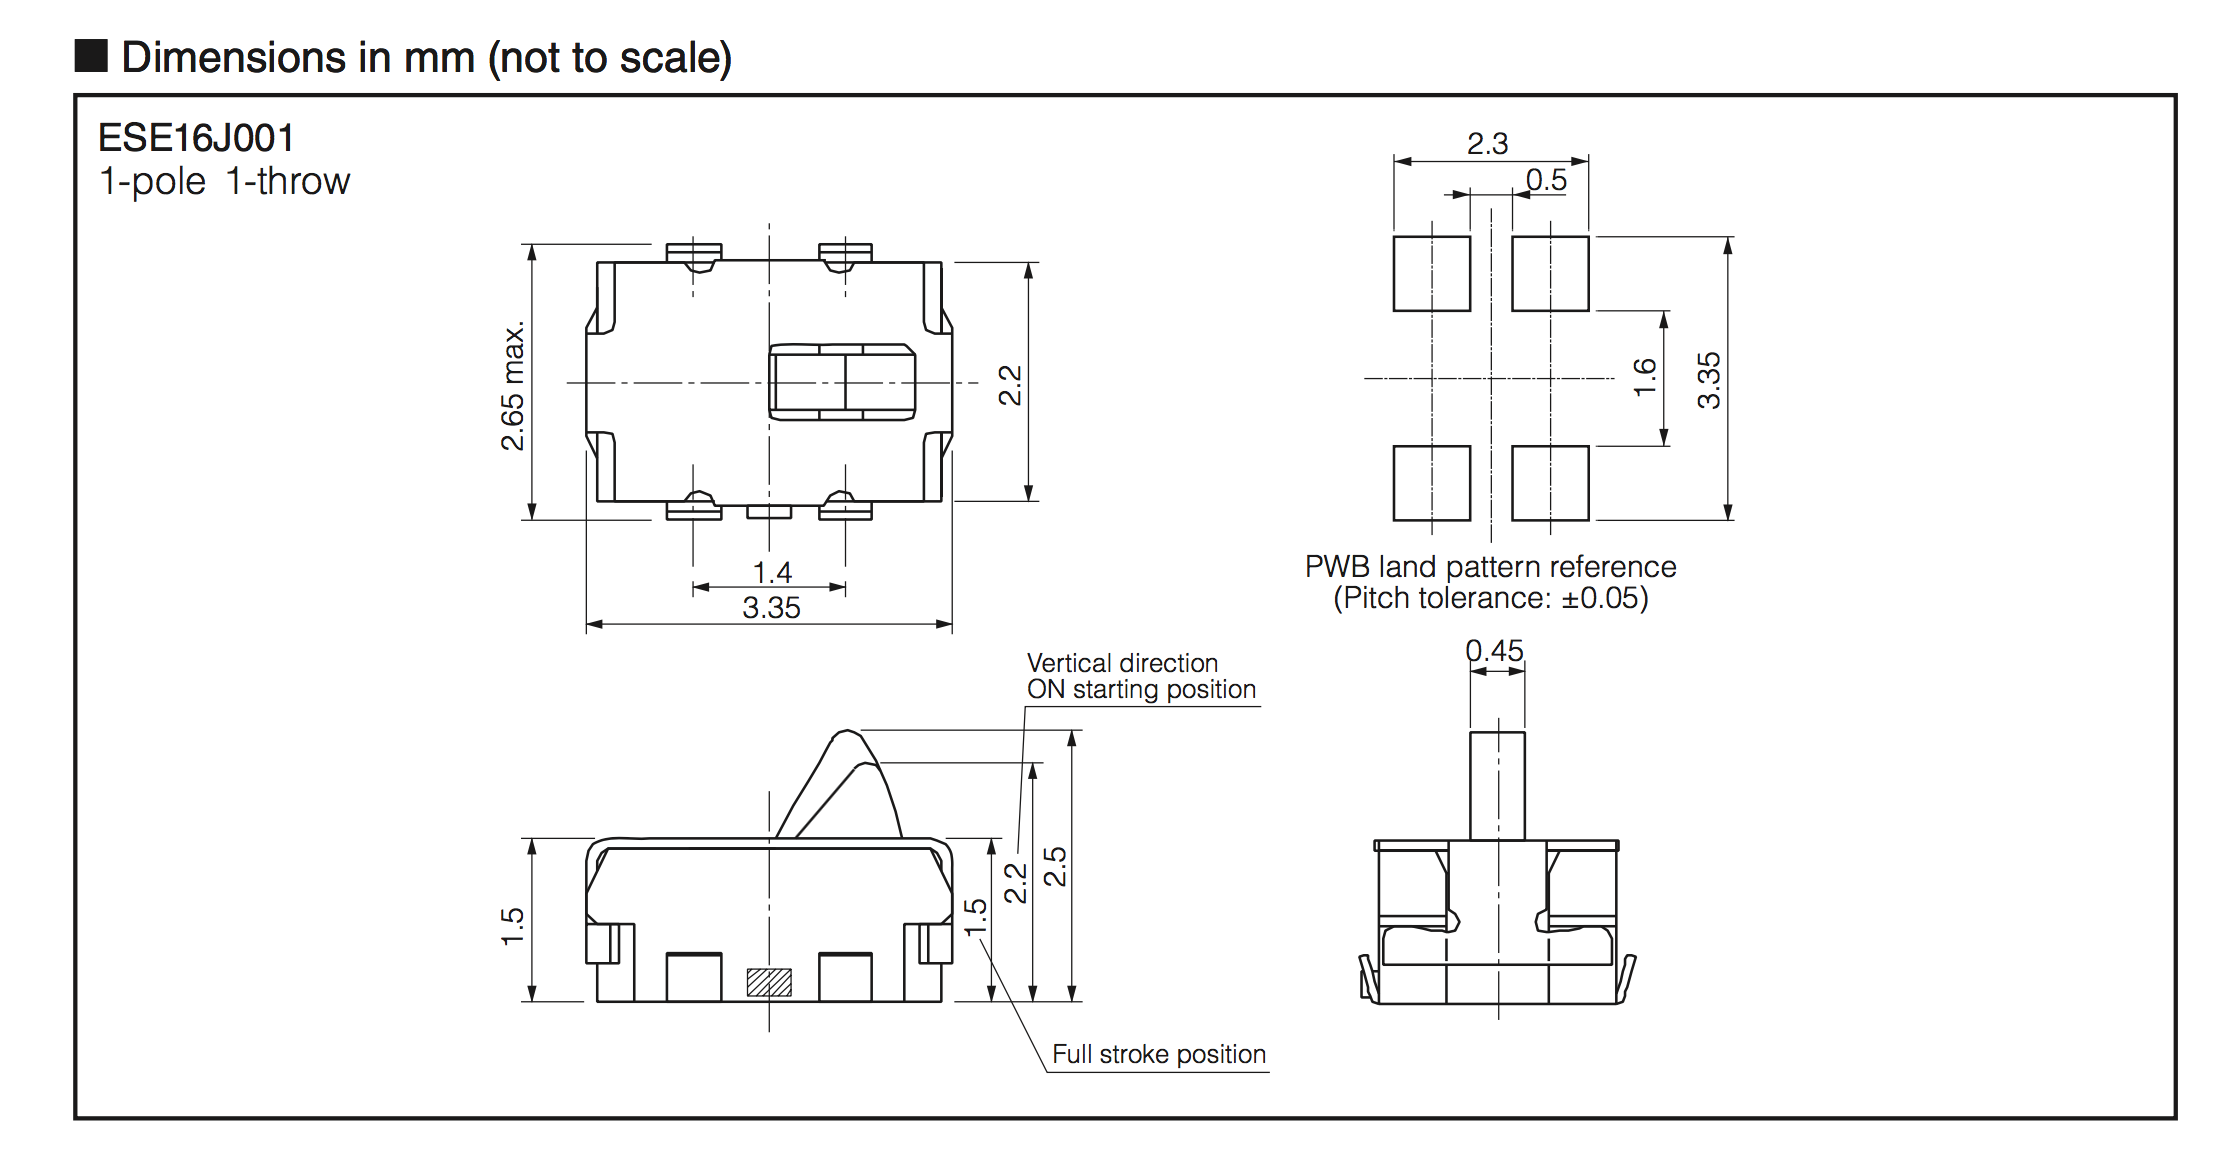 ■ Dimensions in mm (not to scale)
ESE16J001
1-pole 1-throw
2.65 max.
2.2
1.4
3.35
2.3
0.5
1.6
3.35
PWB land pattern reference
(Pitch tolerance: ±0.05)
Vertical direction
ON starting position
1.5
1.5
2.2
2.5
Full stroke position
0.45